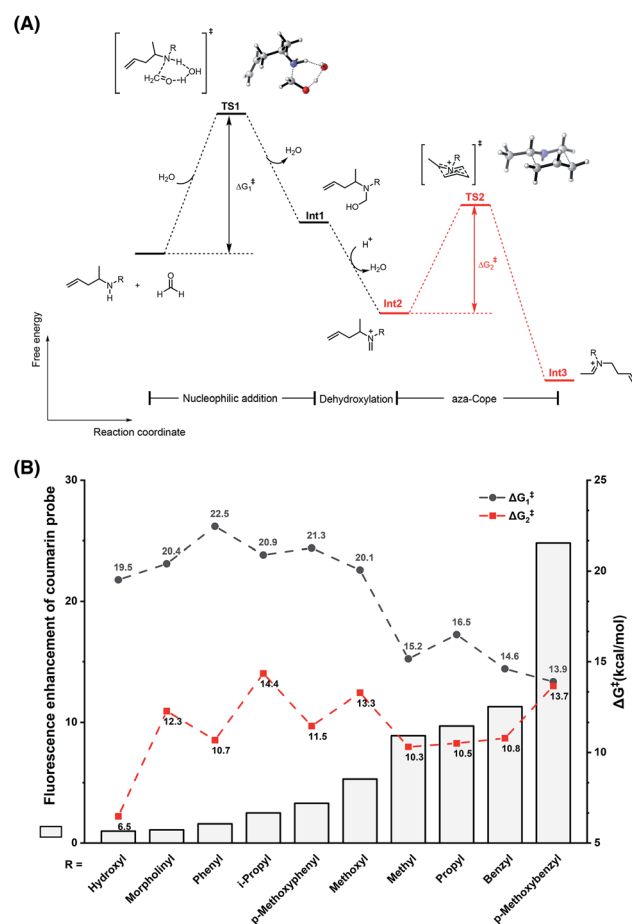 (A)
‡
R
N
H
OH
H₂C
O
H
TS1
H₂O
H₂O
ΔG₁‡
R
N
H
+
O
Int1
N
R
HO
H⁺
H₂O
Int2
R
N
+
‡
R
N
+
TS2
ΔG₂‡
Int3
R
N
+
Free energy
Nucleophilic addition
Dehydroxylation
aza-Cope
Reaction coordinate
(B)
Fluorescence enhancement of coumarin probe
30
20
10
0
ΔG₁‡
ΔG₂‡
19.5
20.4
22.5
20.9
21.3
20.1
15.2
16.5
14.6
13.9
6.5
12.3
10.7
14.4
11.5
13.3
10.3
10.5
10.8
13.7
25
20
15
10
5
ΔG‡(kcal/mol)
R =
Hydroxyl
Morpholinyl
Phenyl
i-Propyl
p-Methoxyphenyl
Methoxyl
Methyl
Propyl
Benzyl
p-Methoxybenzyl